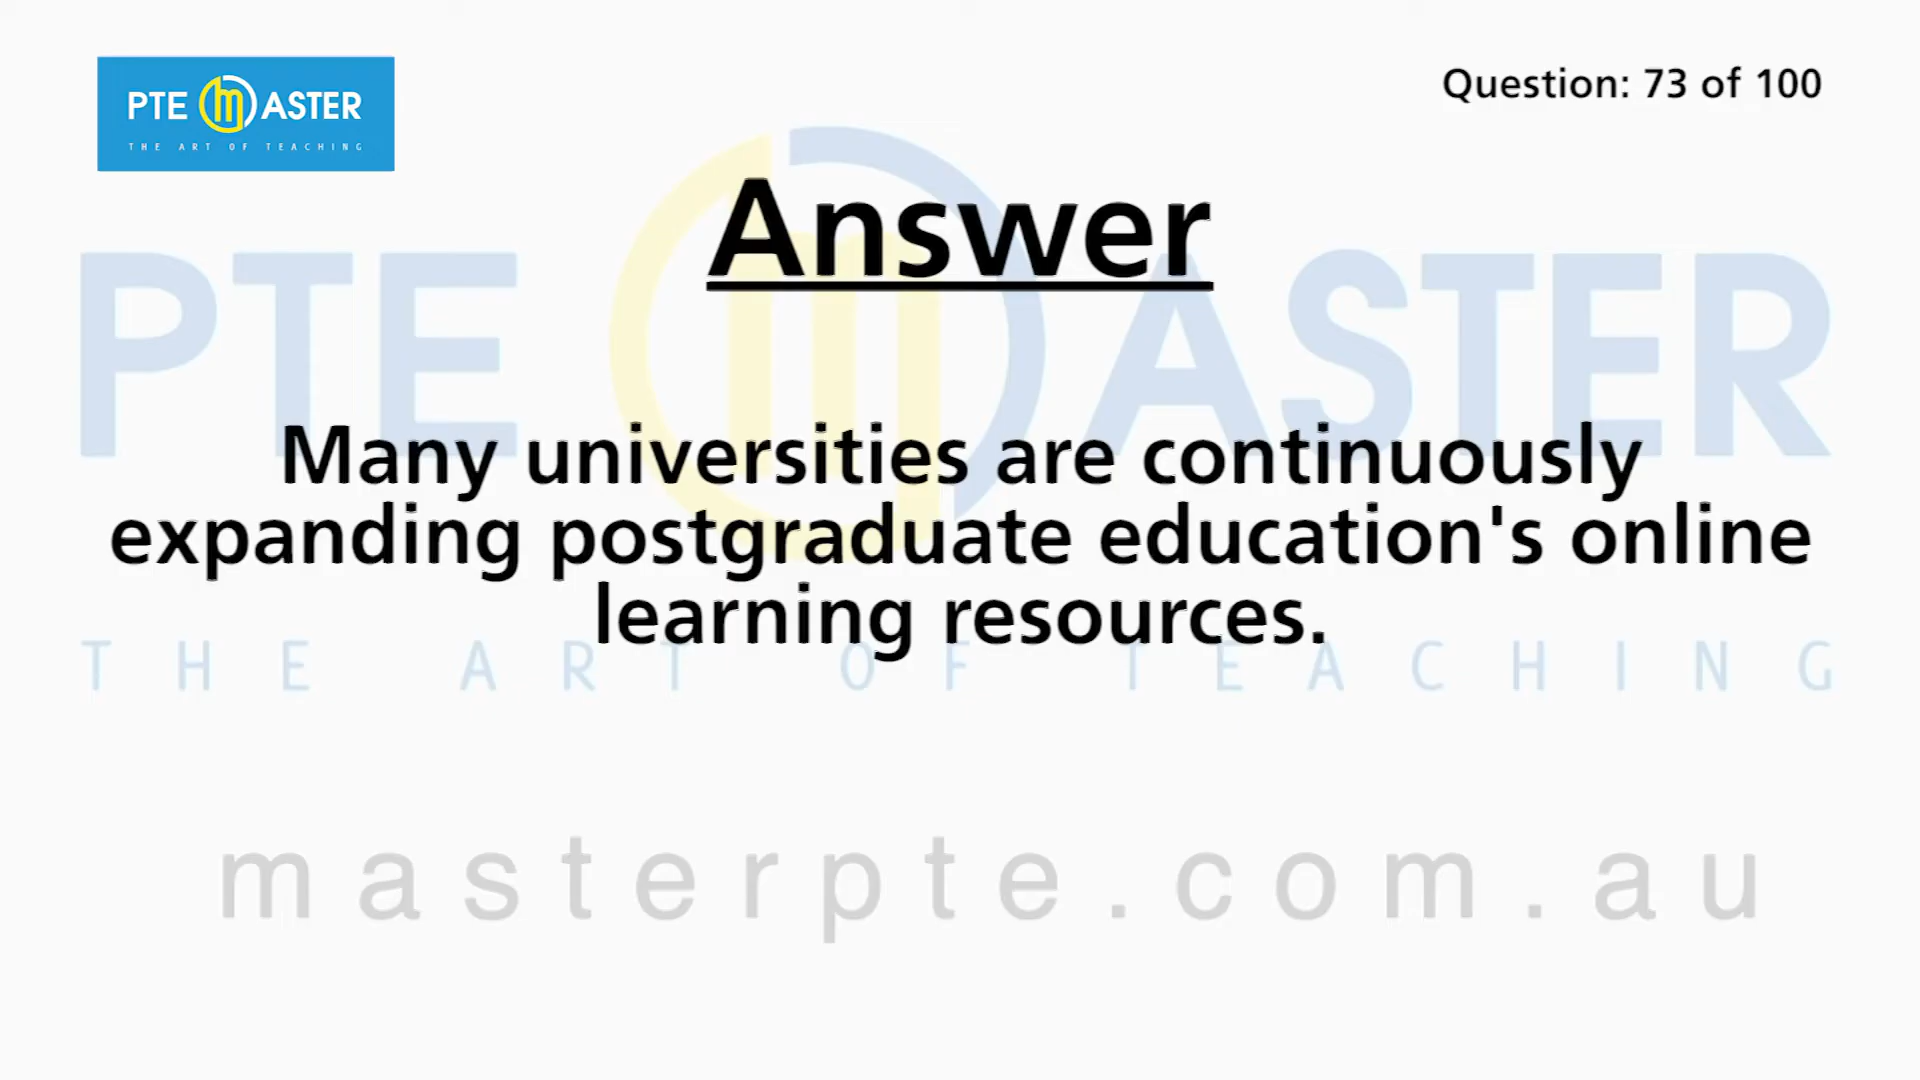 PTE MASTER
THE ART OF TEACHING
Question: 73 of 100
Answer
PTE MASTER
Many universities are continuously
expanding postgraduate education's online
learning resources.
THE ART OF TEACHING
masterpte.com.au